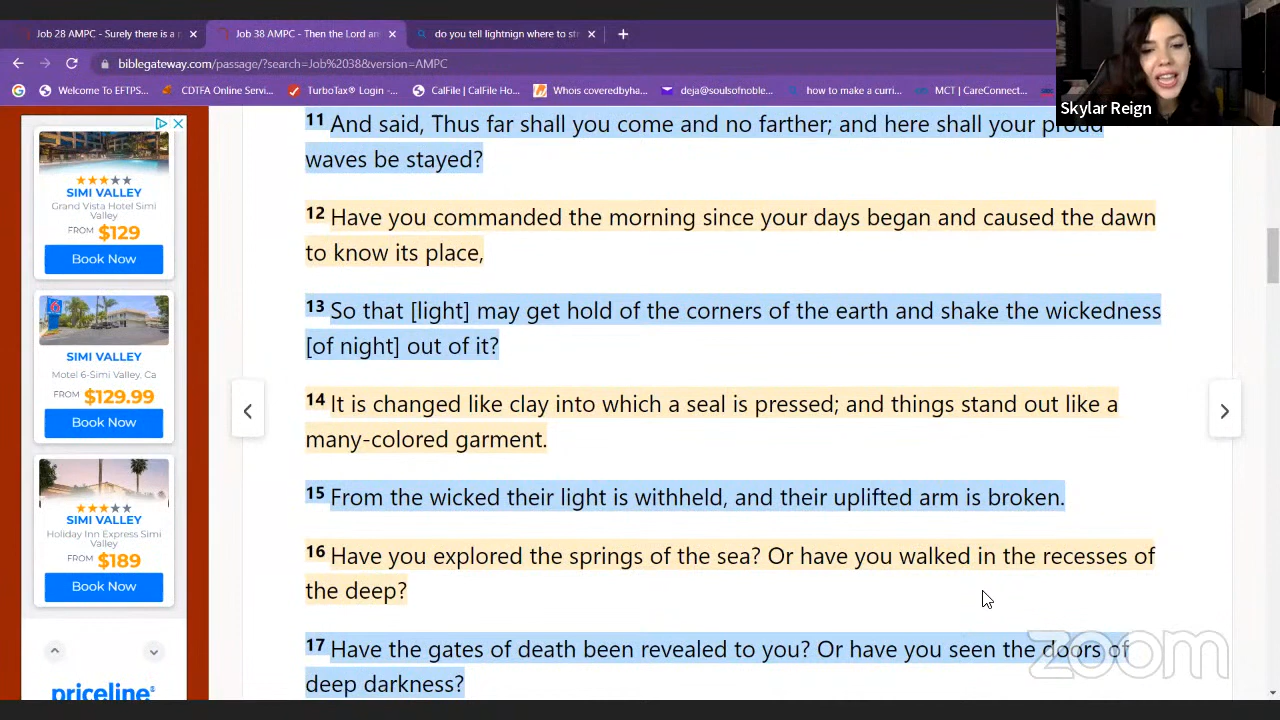 Job 28 AMPC - Surely there is a m
Job 38 AMPC - Then the Lord an
do you tell lightnign where to str
biblegateway.com/passage/?search=Job%2038&version=AMPC
Welcome To EFTPS...
CDTFA Online Servi...
TurboTax® Login -...
CalFile | CalFile Ho...
Whois coveredbyha...
deja@soulsofnoble...
how to make a curri...
MCT | CareConnect...
Skylar Reign
SIMI VALLEY
Grand Vista Hotel Simi
Valley
FROM $129
Book Now
SIMI VALLEY
Motel 6-Simi Valley, Ca
FROM $129.99
Book Now
SIMI VALLEY
Holiday Inn Express Simi
Valley
FROM $189
Book Now
priceline®
11 And said, Thus far shall you come and no farther; and here shall your proud
waves be stayed?
12 Have you commanded the morning since your days began and caused the dawn
to know its place,
13 So that [light] may get hold of the corners of the earth and shake the wickedness
[of night] out of it?
14 It is changed like clay into which a seal is pressed; and things stand out like a
many-colored garment.
15 From the wicked their light is withheld, and their uplifted arm is broken.
16 Have you explored the springs of the sea? Or have you walked in the recesses of
the deep?
17 Have the gates of death been revealed to you? Or have you seen the doors of
deep darkness?
zoom